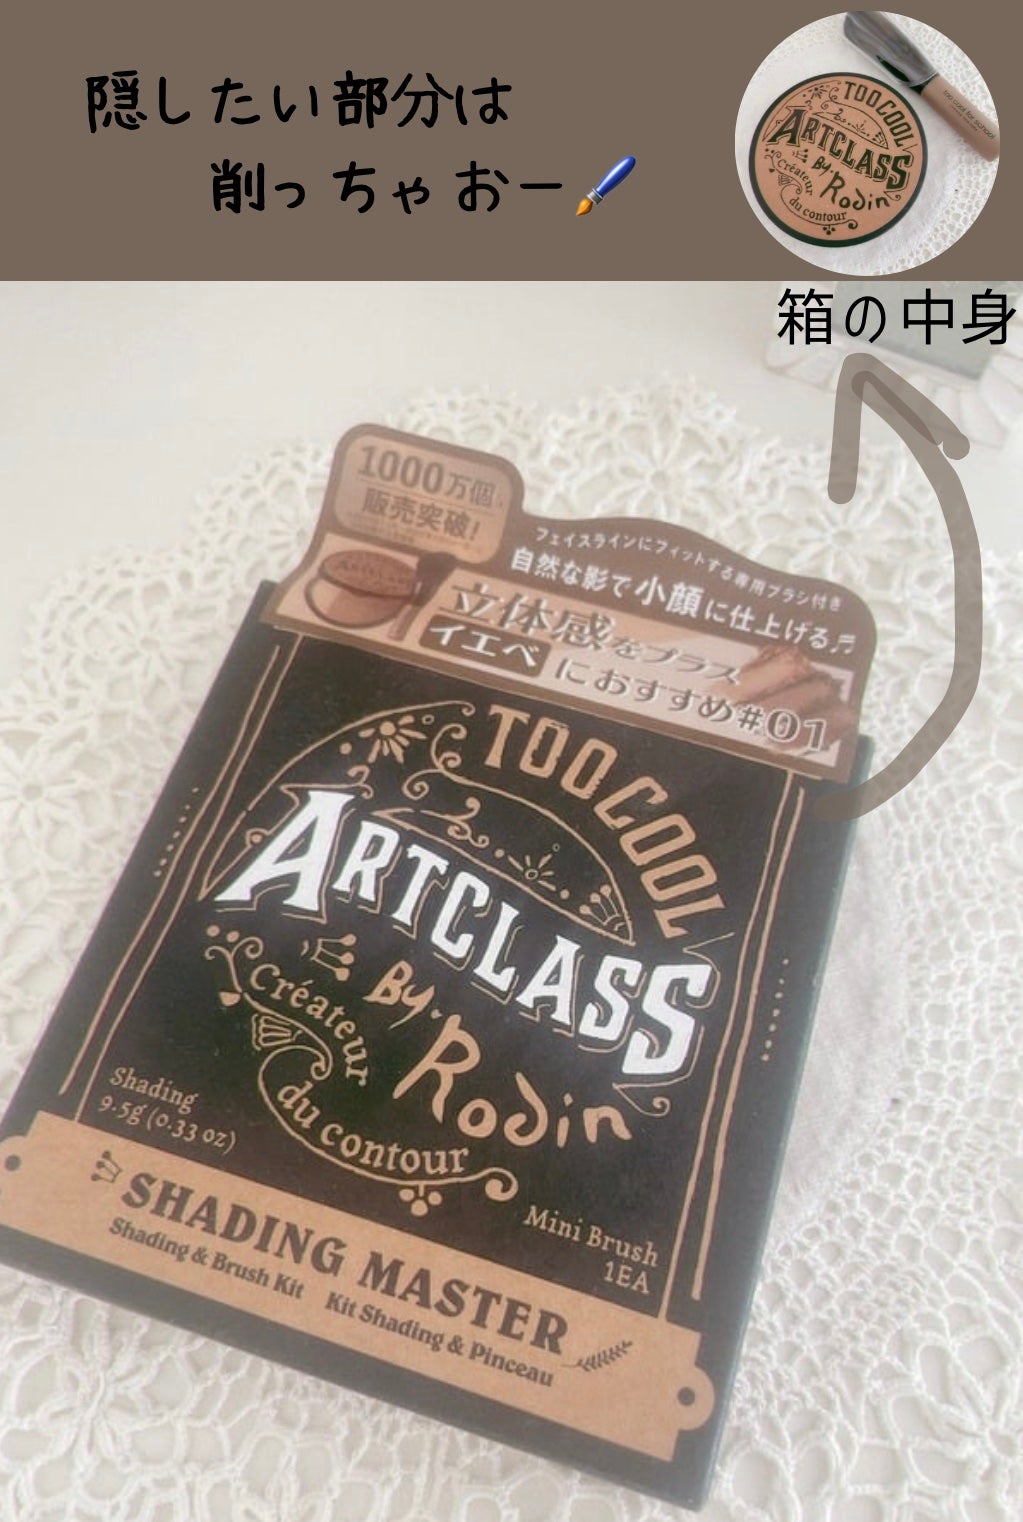 隠したい部分は
削っちゃおー🖌️
TOO COOL
ARTCLASS
By Rodin
Créateur
du contour
too cool for school
箱の中身
1000万個
販売突破!
フェイスラインにフィットする専用ブラシ付き
自然な影で小顔に仕上げる♬
立体感をプラス
イエベにおすすめ#01
TOO COOL
ARTCLASS
By Rodin
Créateur
du contour
Shading
9.5g (0.33 oz)
Mini Brush
1EA
SHADING MASTER
Shading & Brush Kit Kit Shading & Pinceau